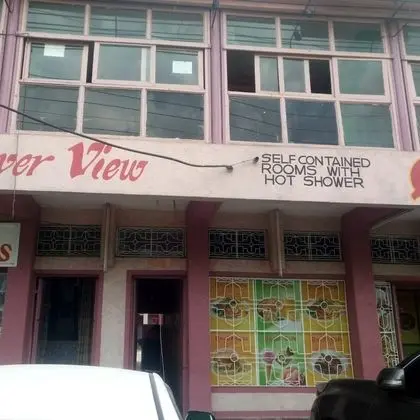 ver View
SELF CONTAINED
ROOMS WITH
HOT SHOWER
s